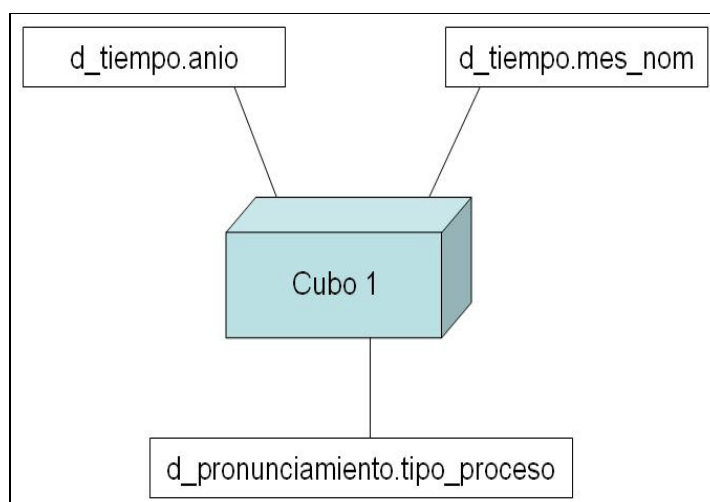 d_tiempo.anio
d_tiempo.mes_nom
Cubo 1
d_pronunciamiento.tipo_proceso